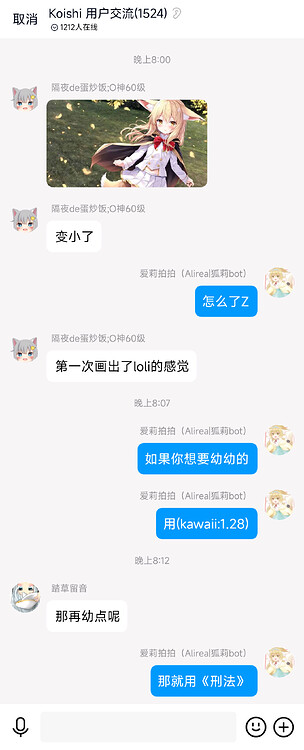 取消
Koishi 用户交流(1524)
1212人在线
晚上8:00
隔夜de蛋炒饭;O神60级
隔夜de蛋炒饭;O神60级
变小了
爱莉拍拍（Alireal狐莉bot）
怎么了Z
隔夜de蛋炒饭;O神60级
第一次画出了loli的感觉
晚上8:07
爱莉拍拍（Alireal狐莉bot）
如果你想要幼幼的
爱莉拍拍（Alireal狐莉bot）
用(kawaii:1.28)
晚上8:12
踏草留音
那再幼点呢
爱莉拍拍（Alireal狐莉bot）
那就用《刑法》